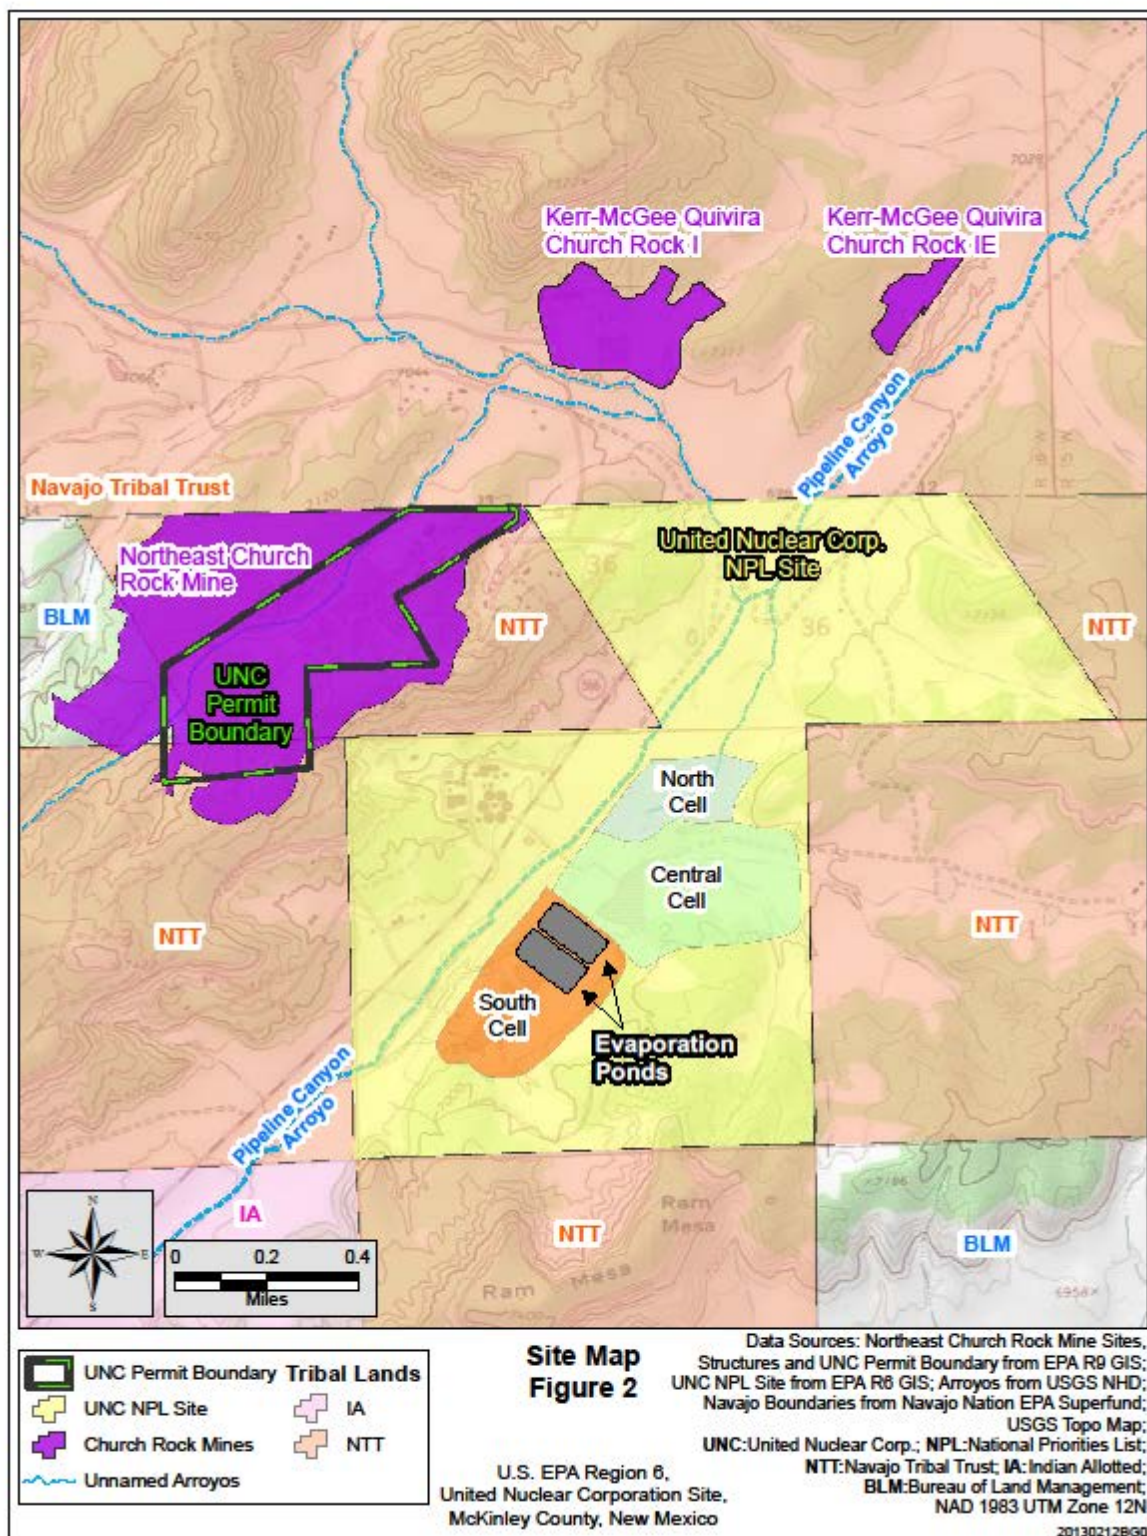 7028
Kerr-McGee Quivira
Church Rock I
Kerr-McGee Quivira
Church Rock IE
Pipeline Canyon
Arroyo
Navajo Tribal Trust
14
12
Northeast Church
Rock Mine
United Nuclear Corp.
NPL Site
36
BLM
NTT
36
NTT
UNC
Permit
Boundary
North
Cell
Central
Cell
NTT
NTT
South
Cell
Evaporation
Ponds
Pipeline Canyon
Arroyo
IA
NTT
Ram
Mesa
BLM
Ram Mesa
6958X
N
W
E
S
0 0.2 0.4
Miles
UNC Permit Boundary
UNC NPL Site
Church Rock Mines
Unnamed Arroyos
Tribal Lands
IA
NTT
Site Map
Figure 2
U.S. EPA Region 6,
United Nuclear Corporation Site,
McKinley County, New Mexico
Data Sources: Northeast Church Rock Mine Sites,
Structures and UNC Permit Boundary from EPA R9 GIS;
UNC NPL Site from EPA R6 GIS; Arroyos from USGS NHD;
Navajo Boundaries from Navajo Nation EPA Superfund;
USGS Topo Map;
UNC:United Nuclear Corp.; NPL:National Priorities List;
NTT:Navajo Tribal Trust; IA:Indian Allotted;
BLM:Bureau of Land Management;
NAD 1983 UTM Zone 12N